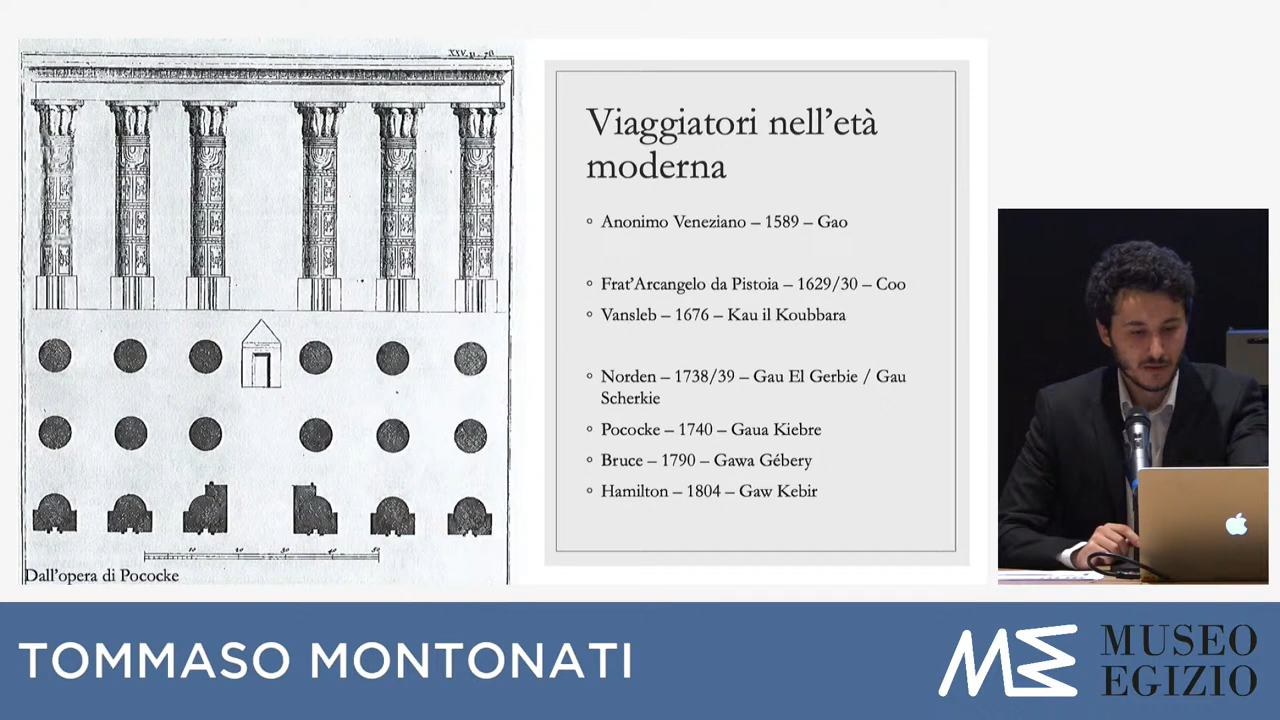 Viaggiatori nell'età
moderna
◦ Anonimo Veneziano – 1589 – Gao
◦ Frat'Arcangelo da Pistoia – 1629/30 – Coo
◦ Vansleb – 1676 – Kau il Koubbara
◦ Norden – 1738/39 – Gau El Gerbie / Gau
Scherkie
◦ Pococke – 1740 – Gaua Kiebre
◦ Bruce – 1790 – Gawa Gébery
◦ Hamilton – 1804 – Gaw Kebir
Dall'opera di Pococke
TOMMASO MONTONATI
MUSEO
EGIZIO